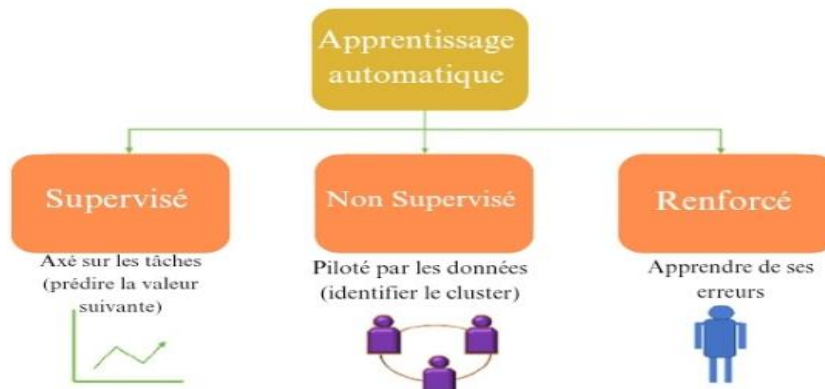 Apprentissage
automatique
Supervisé
Axé sur les tâches
(prédire la valeur
suivante)
Non Supervisé
Piloté par les données
(identifier le cluster)
Renforcé
Apprendre de ses
erreurs